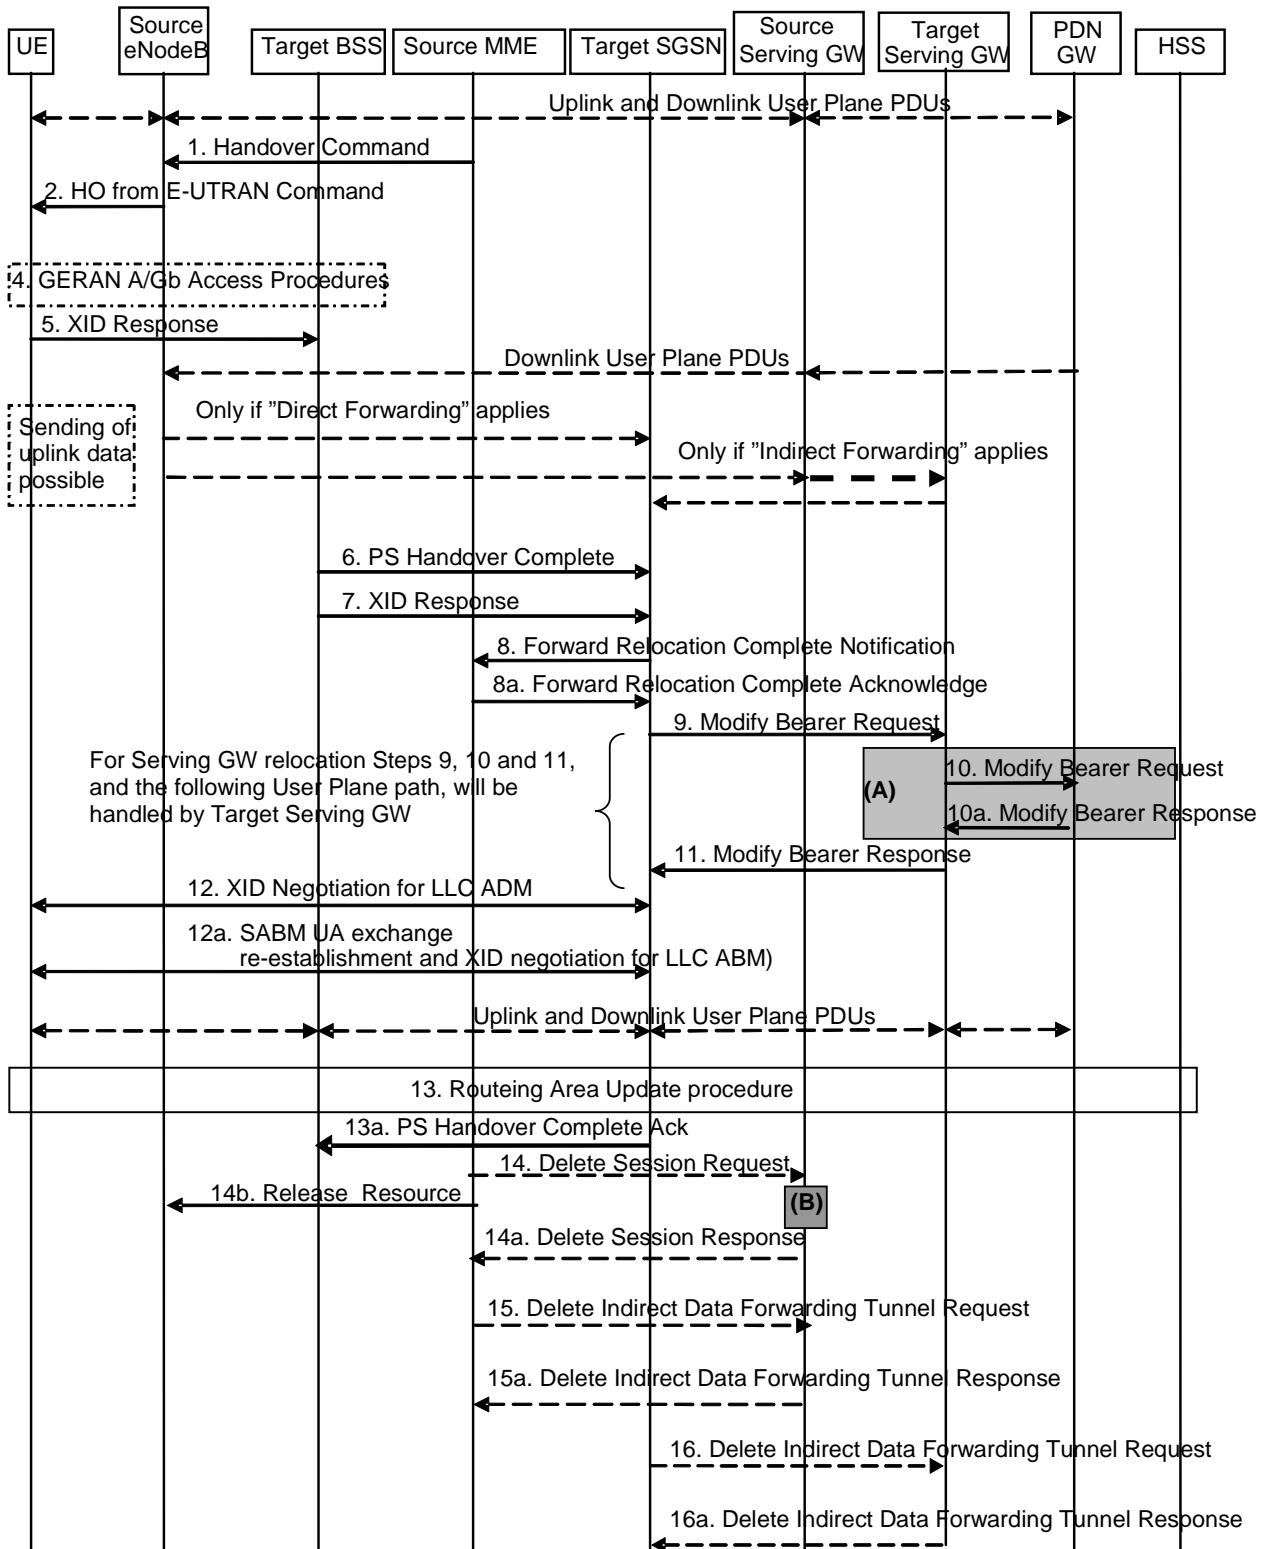 UE
Source
eNodeB
Target BSS
Source MME
Target SGSN
Source
Serving GW
Target
Serving GW
PDN
GW
HSS
Uplink and Downlink User Plane PDUs
1. Handover Command
2. HO from E-UTRAN Command
4. GERAN A/Gb Access Procedures
5. XID Response
Downlink User Plane PDUs
Sending of
uplink data
possible
Only if ”Direct Forwarding” applies
Only if ”Indirect Forwarding” applies
6. PS Handover Complete
7. XID Response
8. Forward Relocation Complete Notification
8a. Forward Relocation Complete Acknowledge
9. Modify Bearer Request
For Serving GW relocation Steps 9, 10 and 11,
and the following User Plane path, will be
handled by Target Serving GW
(A)
10. Modify Bearer Request
10a. Modify Bearer Response
11. Modify Bearer Response
12. XID Negotiation for LLC ADM
12a. SABM UA exchange
re-establishment and XID negotiation for LLC ABM)
Uplink and Downlink User Plane PDUs
13. Routeing Area Update procedure
13a. PS Handover Complete Ack
14. Delete Session Request
14b. Release Resource
(B)
14a. Delete Session Response
15. Delete Indirect Data Forwarding Tunnel Request
15a. Delete Indirect Data Forwarding Tunnel Response
16. Delete Indirect Data Forwarding Tunnel Request
16a. Delete Indirect Data Forwarding Tunnel Response